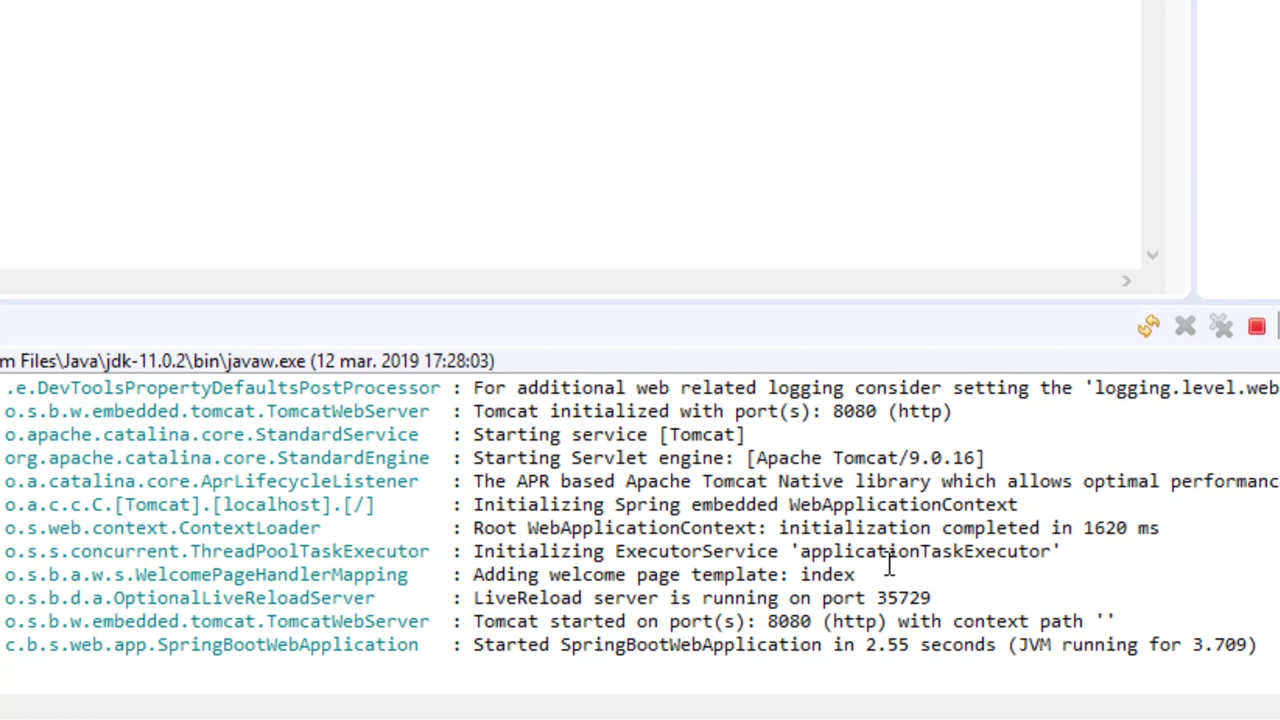 m Files\Java\jdk-11.0.2\bin\javaw.exe (12 mar. 2019 17:28:03)
.e.DevToolsPropertyDefaultsPostProcessor : For additional web related logging consider setting the 'logging.level.web
o.s.b.w.embedded.tomcat.TomcatWebServer : Tomcat initialized with port(s): 8080 (http)
o.apache.catalina.core.StandardService : Starting service [Tomcat]
org.apache.catalina.core.StandardEngine : Starting Servlet engine: [Apache Tomcat/9.0.16]
o.a.catalina.core.AprLifecycleListener : The APR based Apache Tomcat Native library which allows optimal performanc
o.a.c.c.C.[Tomcat].[localhost].[/] : Initializing Spring embedded WebApplicationContext
o.s.web.context.ContextLoader : Root WebApplicationContext: initialization completed in 1620 ms
o.s.s.concurrent.ThreadPoolTaskExecutor : Initializing ExecutorService 'applicationTaskExecutor'
o.s.b.a.w.s.WelcomePageHandlerMapping : Adding welcome page template: index
o.s.b.d.a.OptionalLiveReloadServer : LiveReload server is running on port 35729
o.s.b.w.embedded.tomcat.TomcatWebServer : Tomcat started on port(s): 8080 (http) with context path ''
c.b.s.web.app.SpringBootWebApplication : Started SpringBootWebApplication in 2.55 seconds (JVM running for 3.709)